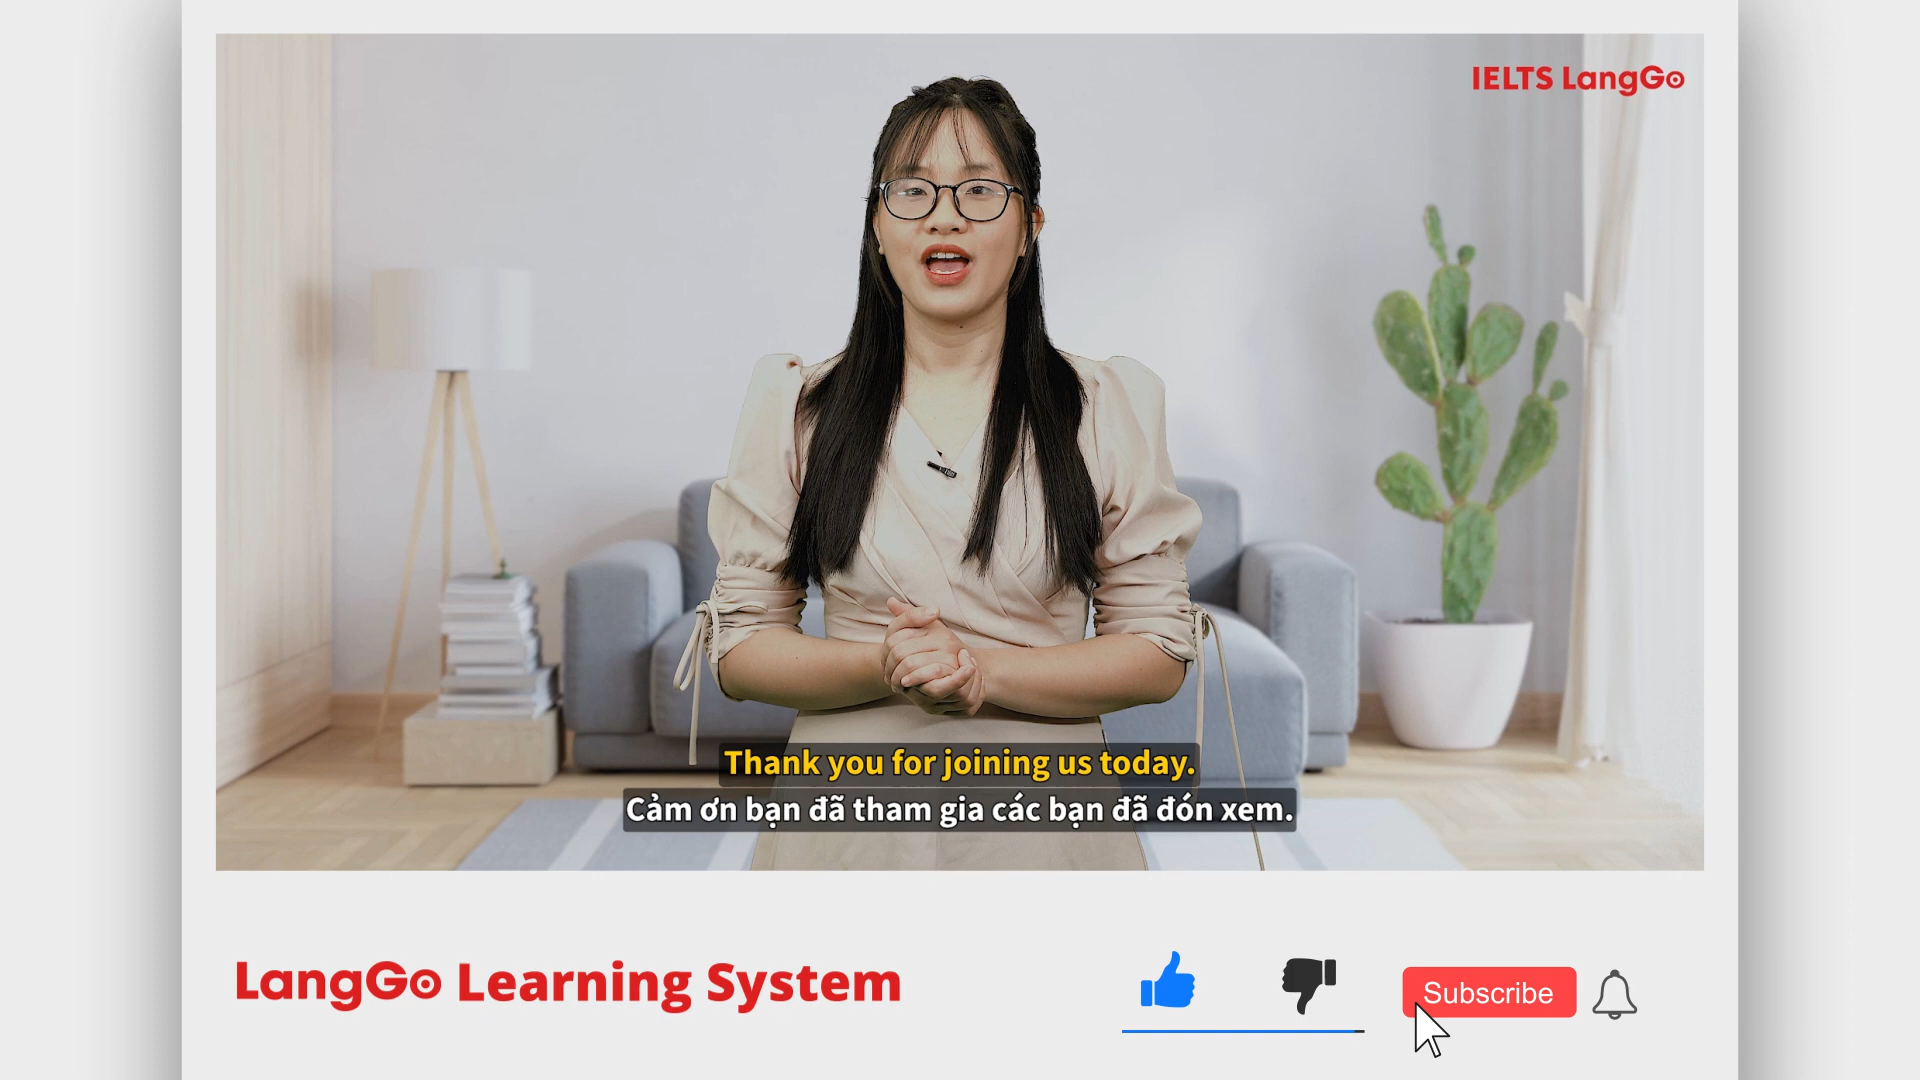 IELTS LangGo
Thank you for joining us today.
Cảm ơn bạn đã tham gia các bạn đã đón xem.
LangGo Learning System
Subscribe